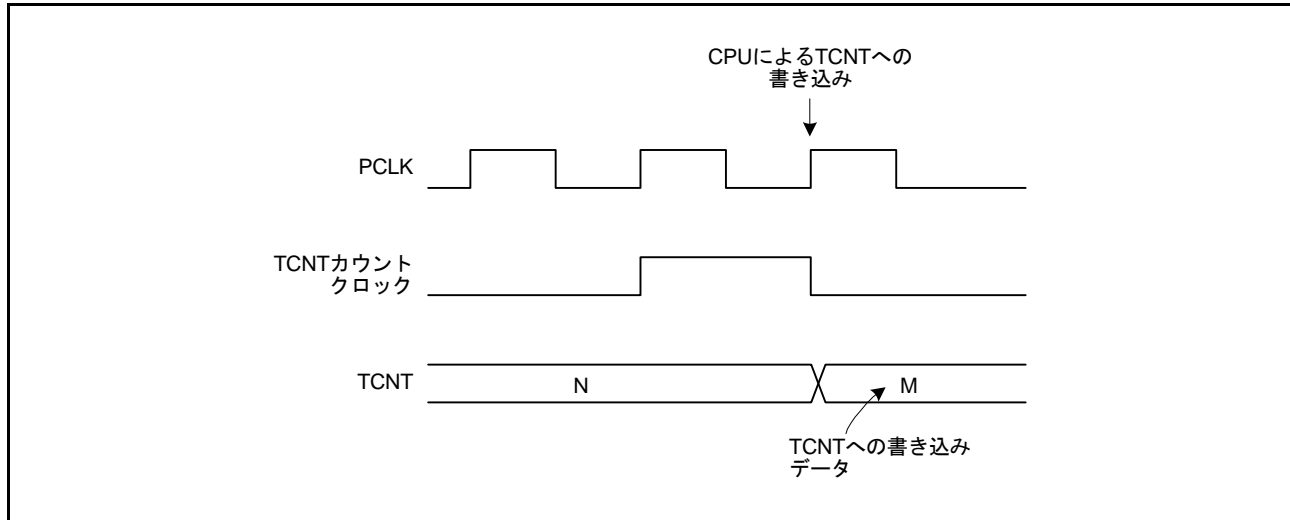 CPUによるTCNTへの
書き込み
PCLK
TCNTカウント
クロック
TCNT
N
M
TCNTへの書き込み
データ